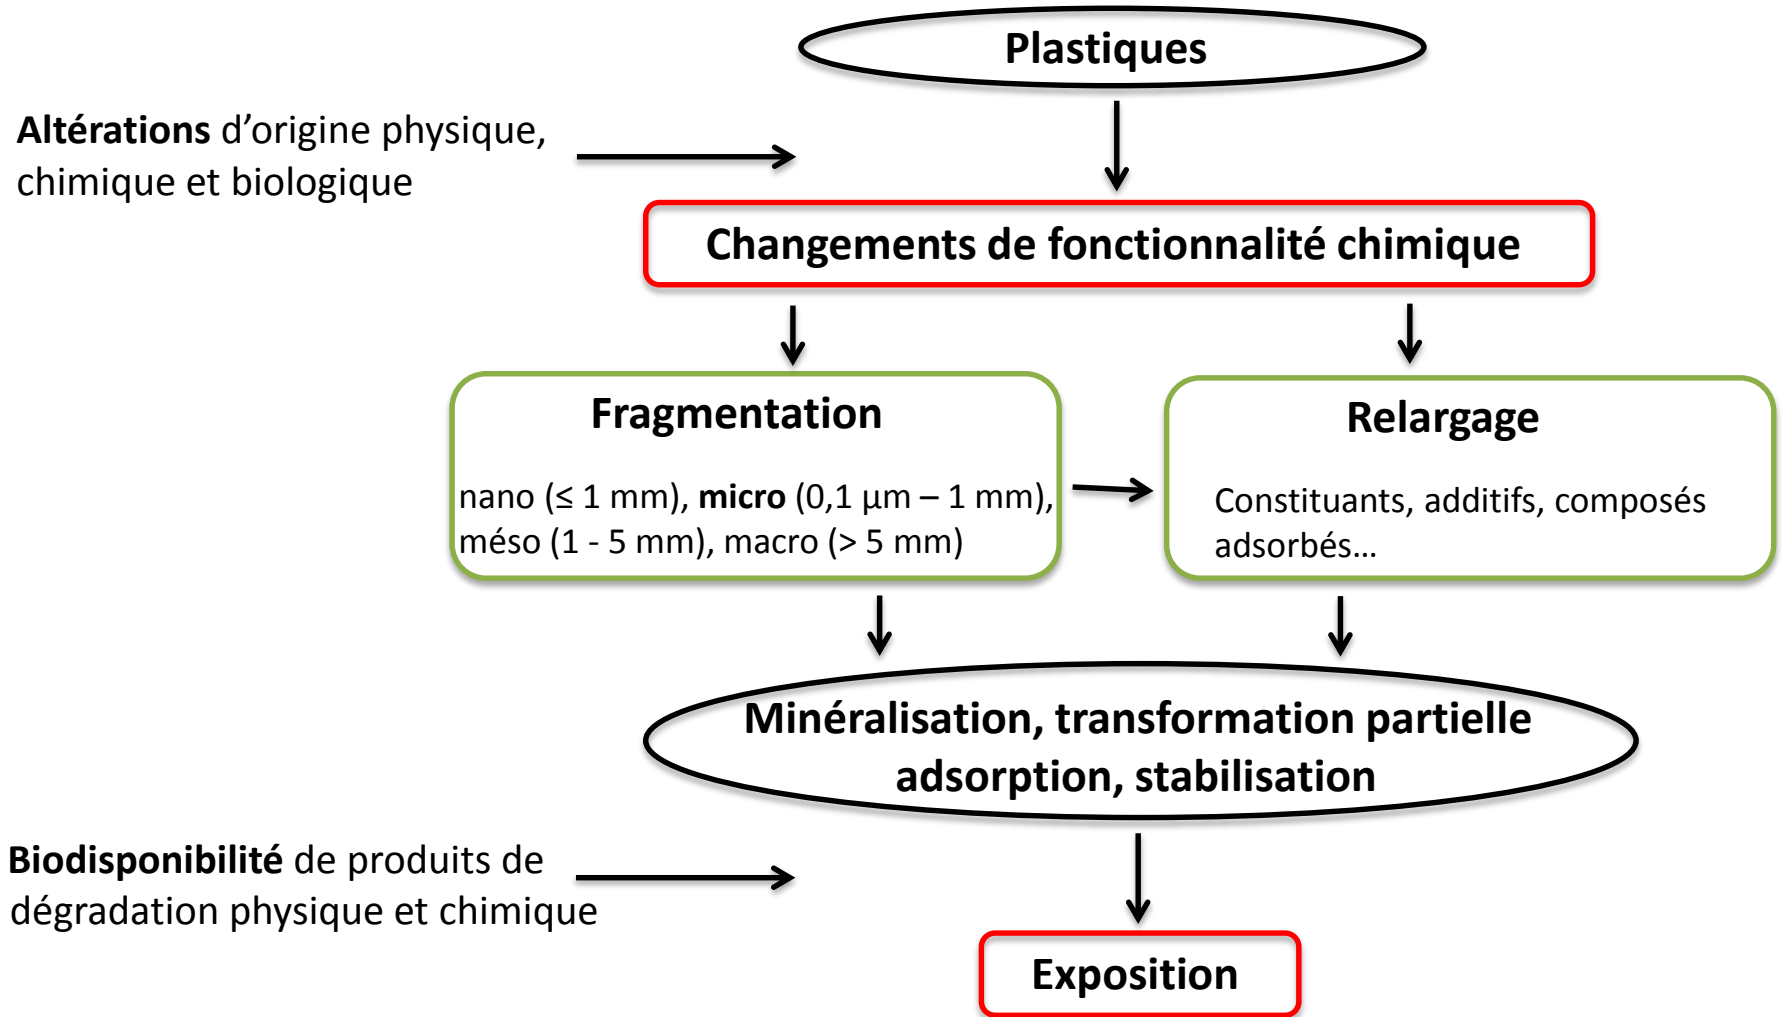 Plastiques
Altérations d’origine physique,
chimique et biologique
Changements de fonctionnalité chimique
Fragmentation
nano (≤ 1 mm), micro (0,1 µm – 1 mm),
méso (1 - 5 mm), macro (> 5 mm)
Relargage
Constituants, additifs, composés
adsorbés…
Minéralisation, transformation partielle
adsorption, stabilisation
Biodisponibilité de produits de
dégradation physique et chimique
Exposition